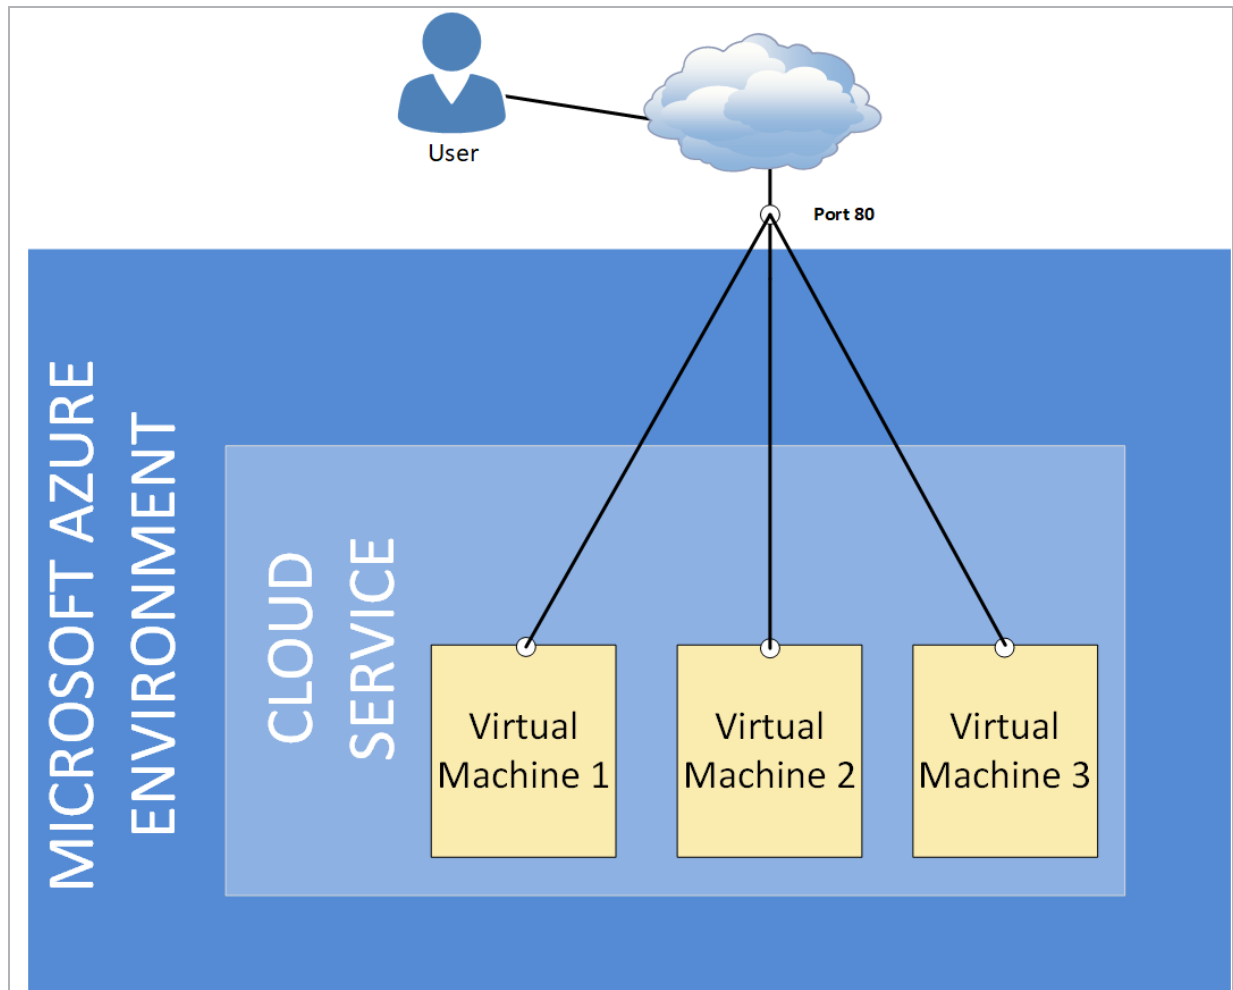 User
Port 80
MICROSOFT AZURE
ENVIRONMENT
CLOUD
SERVICE
Virtual
Machine 1
Virtual
Machine 2
Virtual
Machine 3